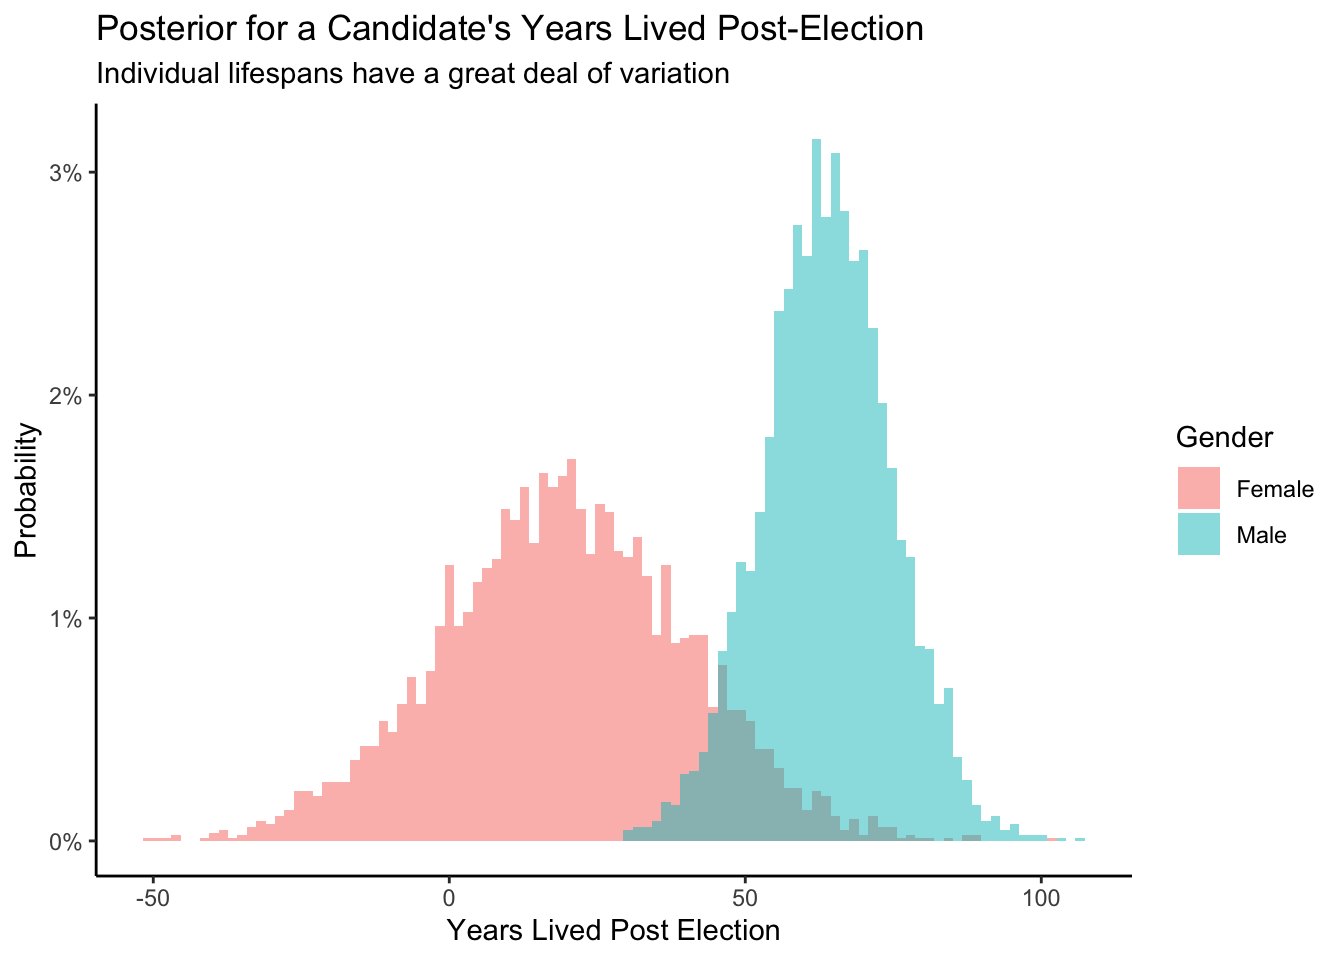 Posterior for a Candidate's Years Lived Post-Election
Individual lifespans have a great deal of variation
3%
2%
1%
0%
Probability
-50
0
50
100
Years Lived Post Election
Gender
Female
Male